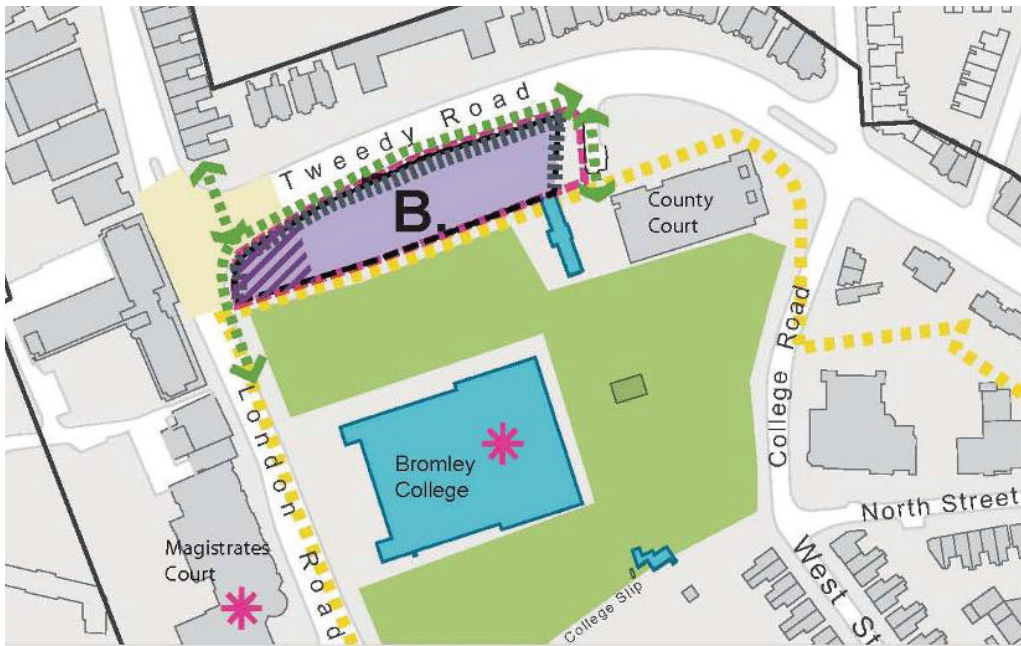 Tweedy Road
B.
County
Court
College Road
London Road
Bromley
College
North Street
Magistrates
Court
West St
College Slip